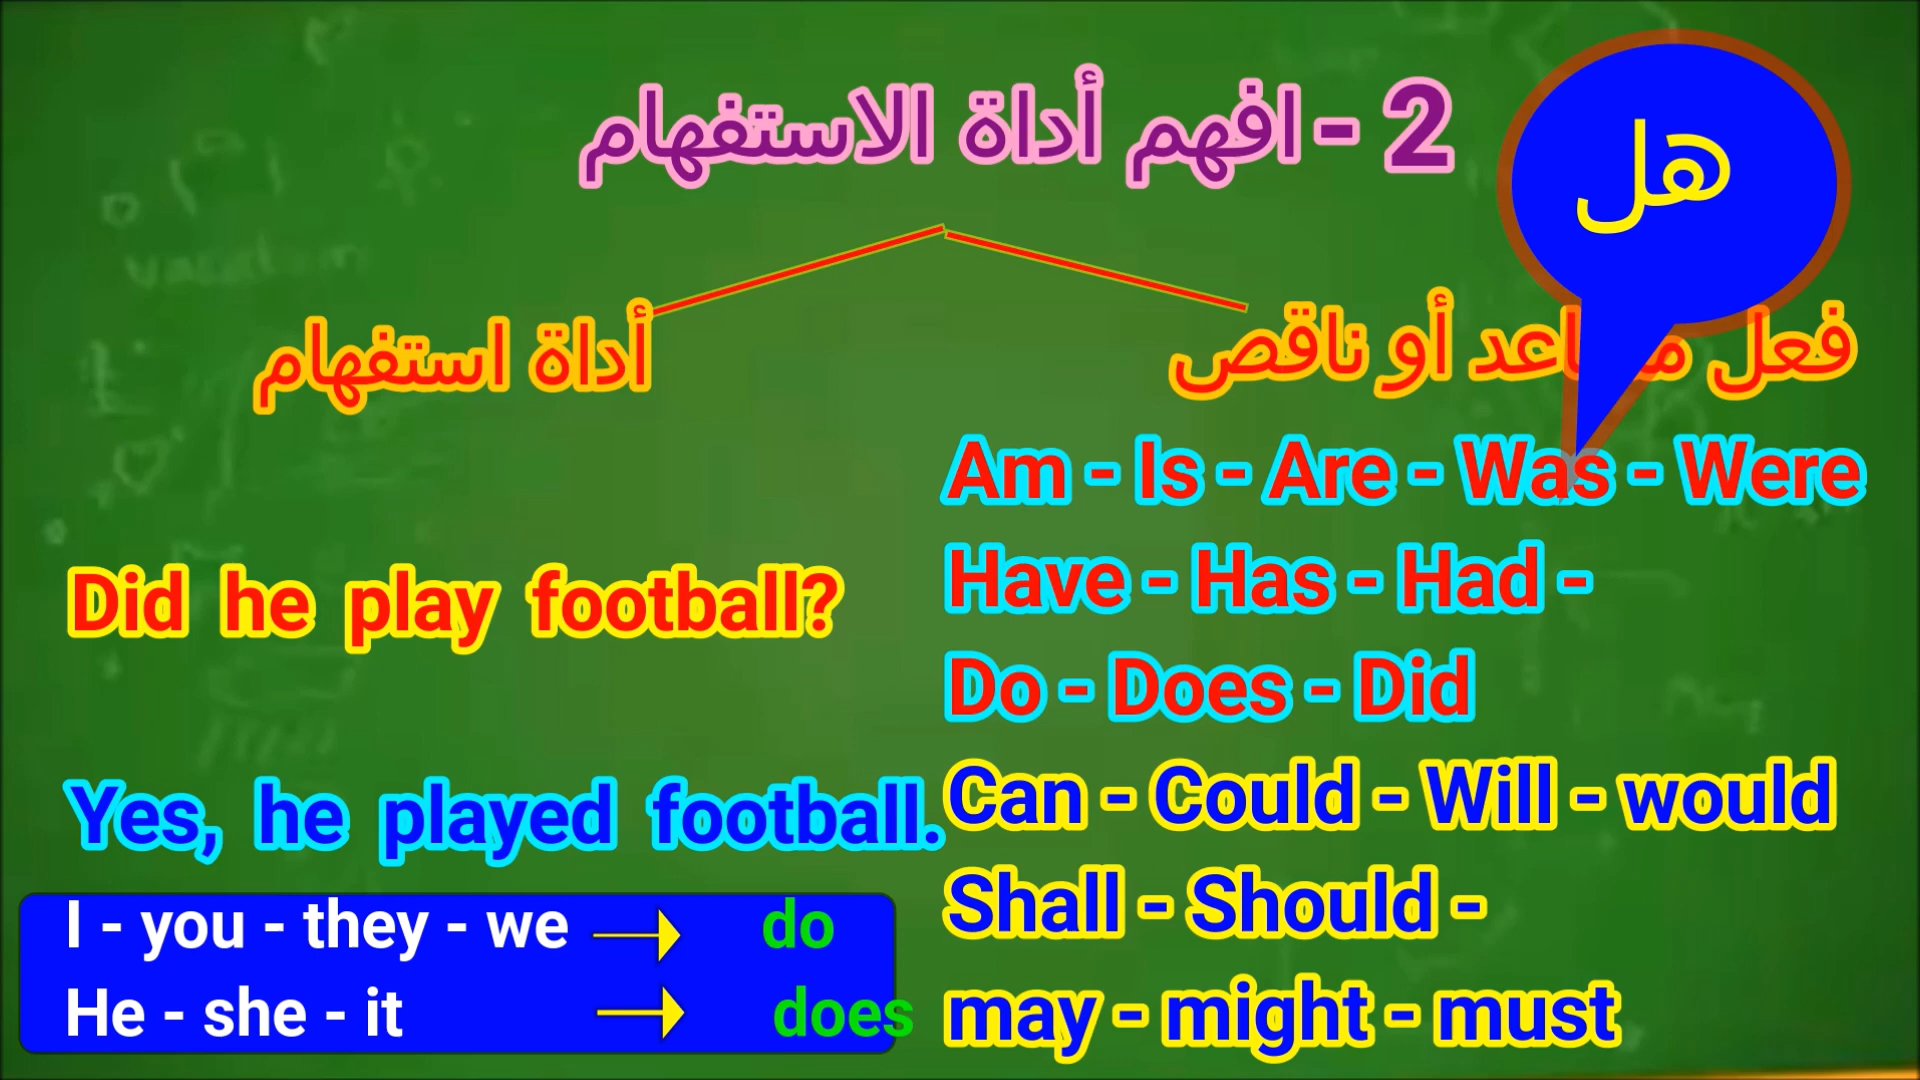 2 - افهم أداة الاستفهام
هل
فعل مساعد أو ناقص
أداة استفهام
Am - Is - Are - Was - Were
Have - Has - Had -
Do - Does - Did
Can - Could - Will - would
Shall - Should -
may - might - must
Did he play football?
Yes, he played football.
I - you - they - we → do
He - she - it → does